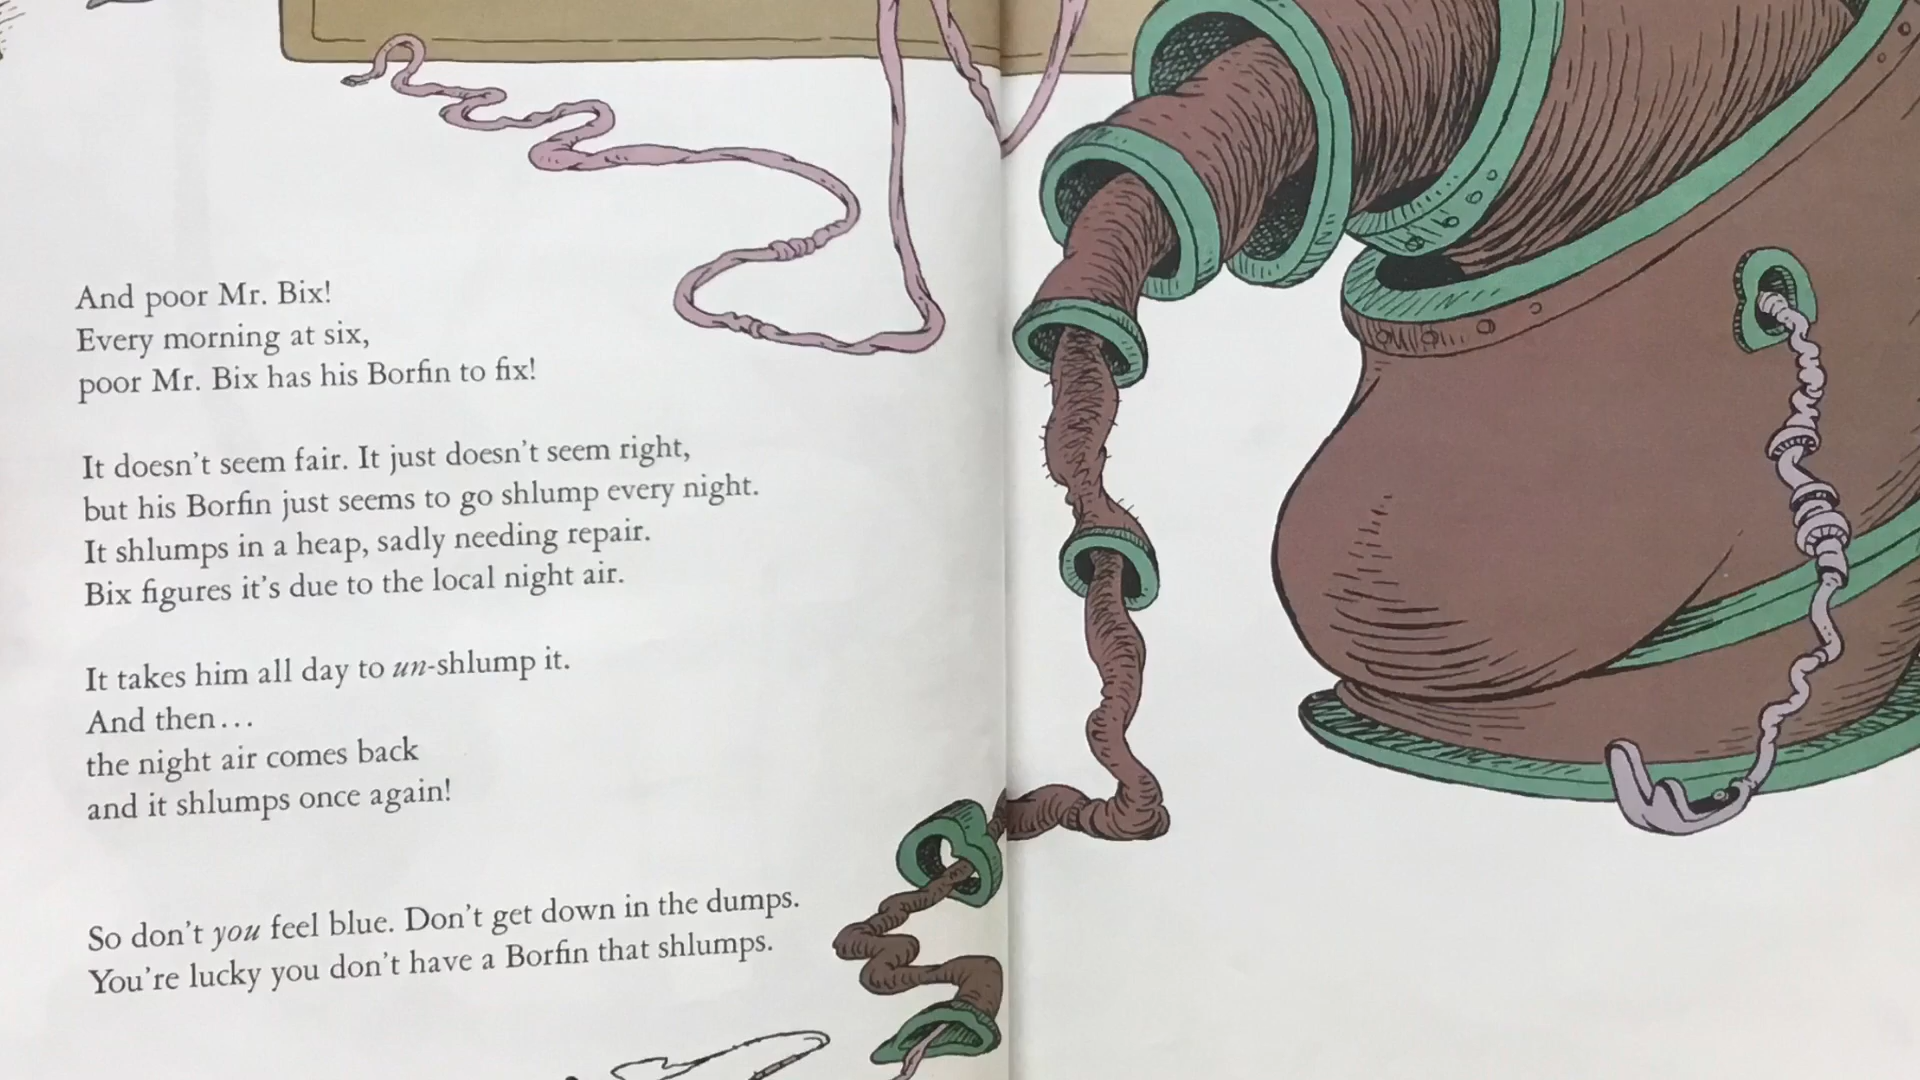 And poor Mr. Bix!
Every morning at six,
poor Mr. Bix has his Borfin to fix!
It doesn't seem fair. It just doesn't seem right,
but his Borfin just seems to go shlump every night.
It shlumps in a heap, sadly needing repair.
Bix figures it's due to the local night air.
It takes him all day to un-shlump it.
And then...
the night air comes back
and it shlumps once again!
So don't you feel blue. Don't get down in the dumps.
You're lucky you don't have a Borfin that shlumps.